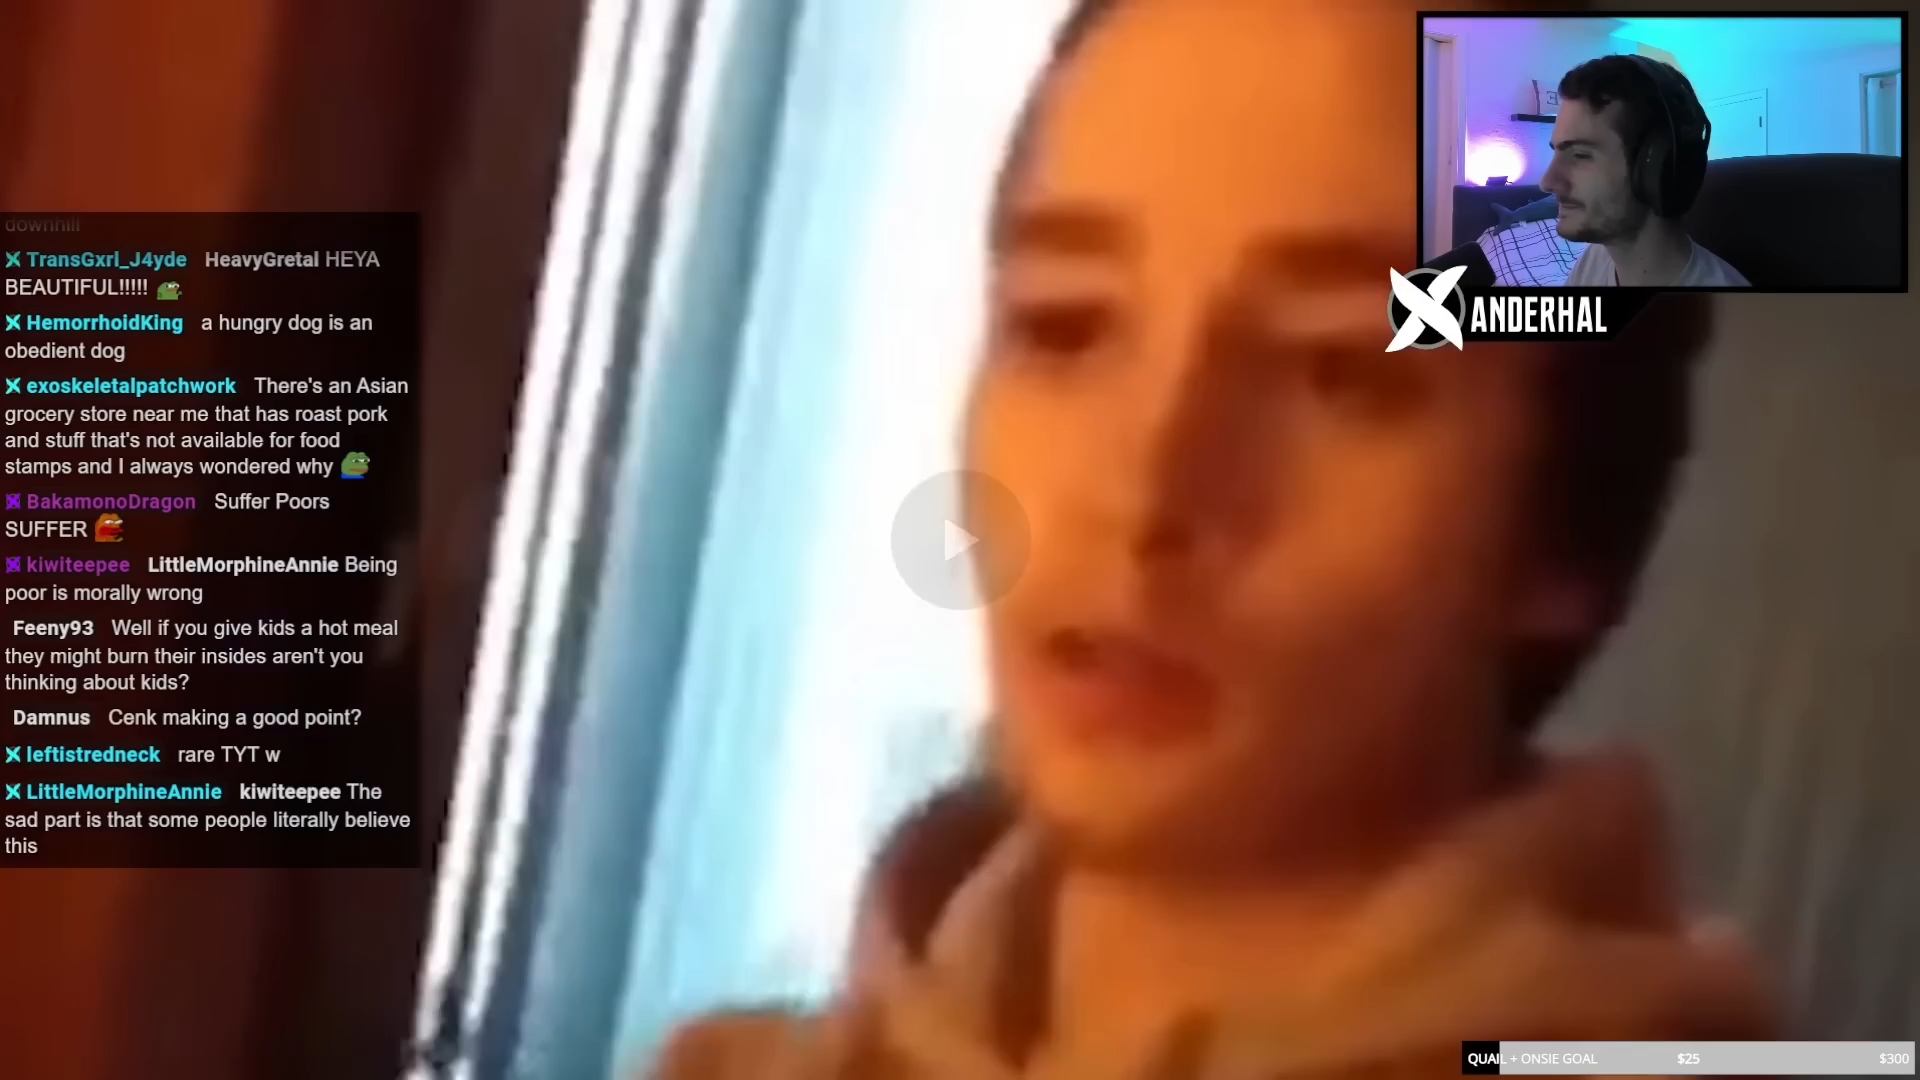 downhill
TransGxrl_J4yde HeavyGretal HEYA
BEAUTIFUL!!!!!
HemorrhoidKing a hungry dog is an
obedient dog
exoskeletalpatchwork There's an Asian
grocery store near me that has roast pork
and stuff that's not available for food
stamps and I always wondered why
BakamonoDragon Suffer Poors
SUFFER
kiwiteepee LittleMorphineAnnie Being
poor is morally wrong
Feeny93 Well if you give kids a hot meal
they might burn their insides aren't you
thinking about kids?
Damnus Cenk making a good point?
leftistredneck rare TYT w
LittleMorphineAnnie kiwiteepee The
sad part is that some people literally believe
this
XANDERHAL
QUAIL + ONSIE GOAL $25 $300